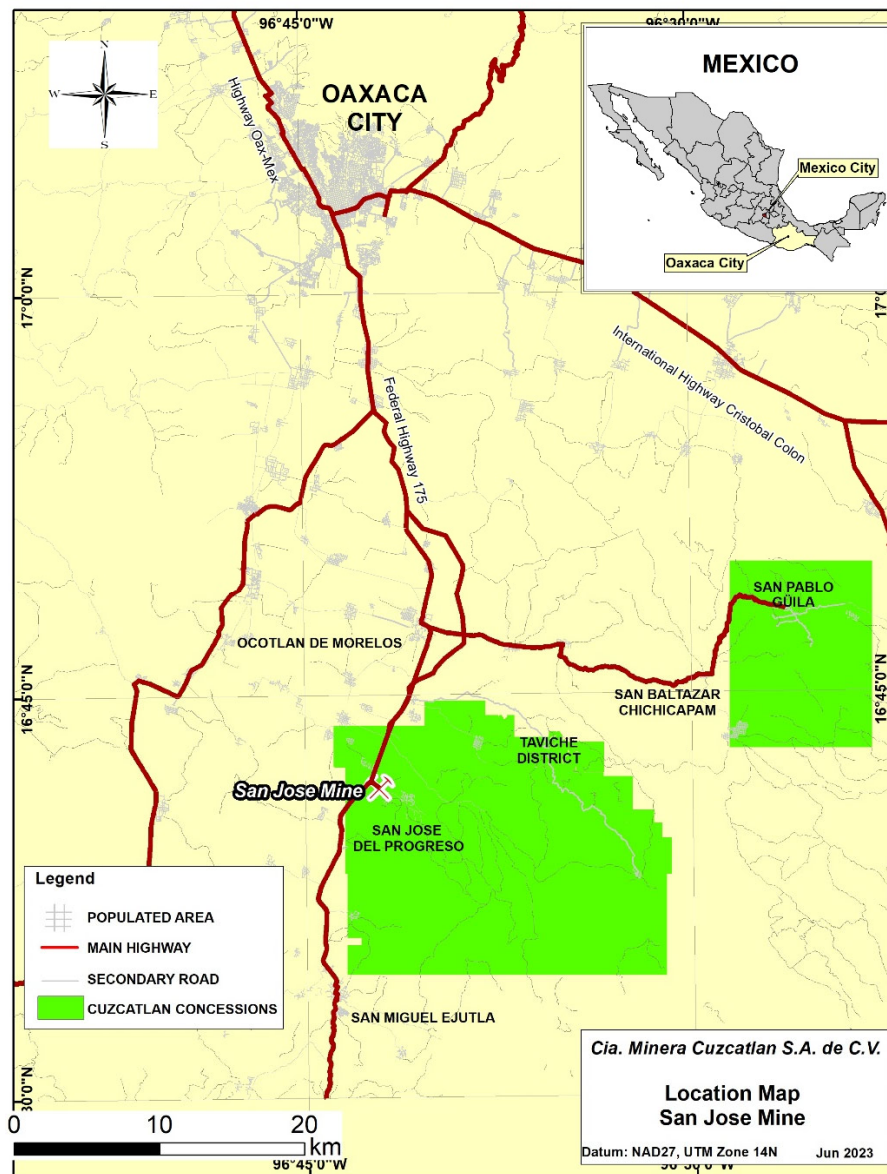 96°45'0"W
96°30'0"W
N
W
E
S
OAXACA
CITY
Highway Oax-Mex
MEXICO
Mexico City
Oaxaca City
17°0'0"N
17°0'
International Highway Cristobal Colon
Federal Highway 175
SAN PABLO
GÜILA
OCOTLAN DE MORELOS
SAN BALTAZAR
CHICHICAPAM
16°45'0"N
16°45'0"N
TAVICHE
DISTRICT
San Jose Mine
SAN JOSE
DEL PROGRESO
Legend
POPULATED AREA
MAIN HIGHWAY
SECONDARY ROAD
CUZCATLAN CONCESSIONS
SAN MIGUEL EJUTLA
Cia. Minera Cuzcatlan S.A. de C.V.
Location Map
San Jose Mine
Datum: NAD27, UTM Zone 14N
Jun 2023
30'0"N
0
10
20
km
96°45'0"W